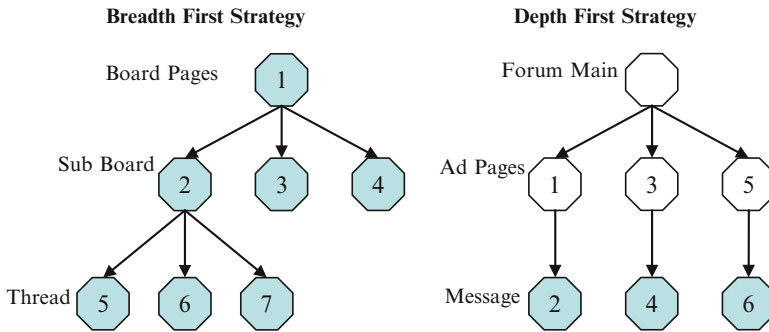 Breadth First Strategy
Board Pages
1
Sub Board
2 3 4
Thread
5 6 7
Depth First Strategy
Forum Main
Ad Pages
1 3 5
Message
2 4 6